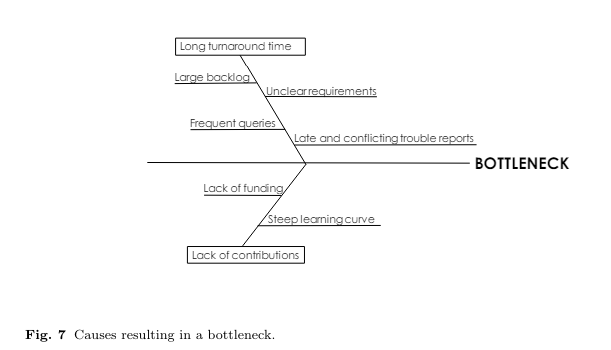 Long turnaround time
Large backlog
Unclear requirements
Frequent queries
Late and conflicting trouble reports
BOTTLENECK
Lack of funding
Steep learning curve
Lack of contributions
Fig. 7 Causes resulting in a bottleneck.